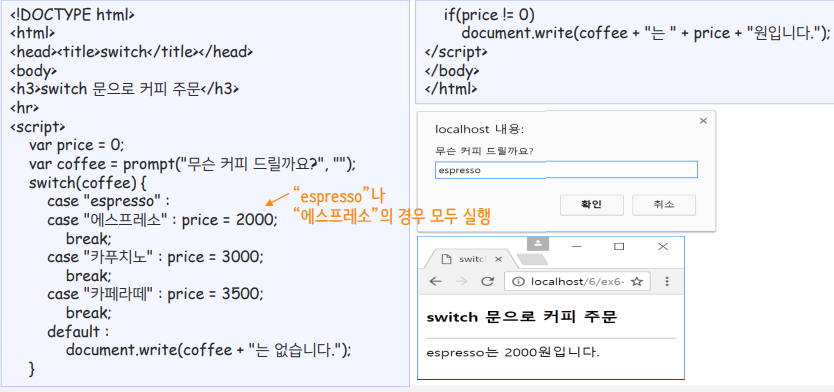 <!DOCTYPE html>
<html>
<head><title>switch</title></head>
<body>
<h3>switch 문으로 커피 주문</h3>
<hr>
<script>
var price = 0;
var coffee = prompt("무슨 커피 드릴까요?", "");
switch(coffee) {
case "espresso" :
case "에스프레소" : price = 2000;
break;
case "카푸치노" : price = 3000;
break;
case "카페라떼" : price = 3500;
break;
default :
document.write(coffee + "는 없습니다.");
}
“espresso”나
“에스프레소”의 경우 모두 실행
if(price != 0)
document.write(coffee + "는 " + price + "원입니다.");
</script>
</body>
</html>
localhost 내용:
무슨 커피 드릴까요?
espresso
확인 취소
switc
localhost/6/ex6-
switch 문으로 커피 주문
espresso는 2000원입니다.